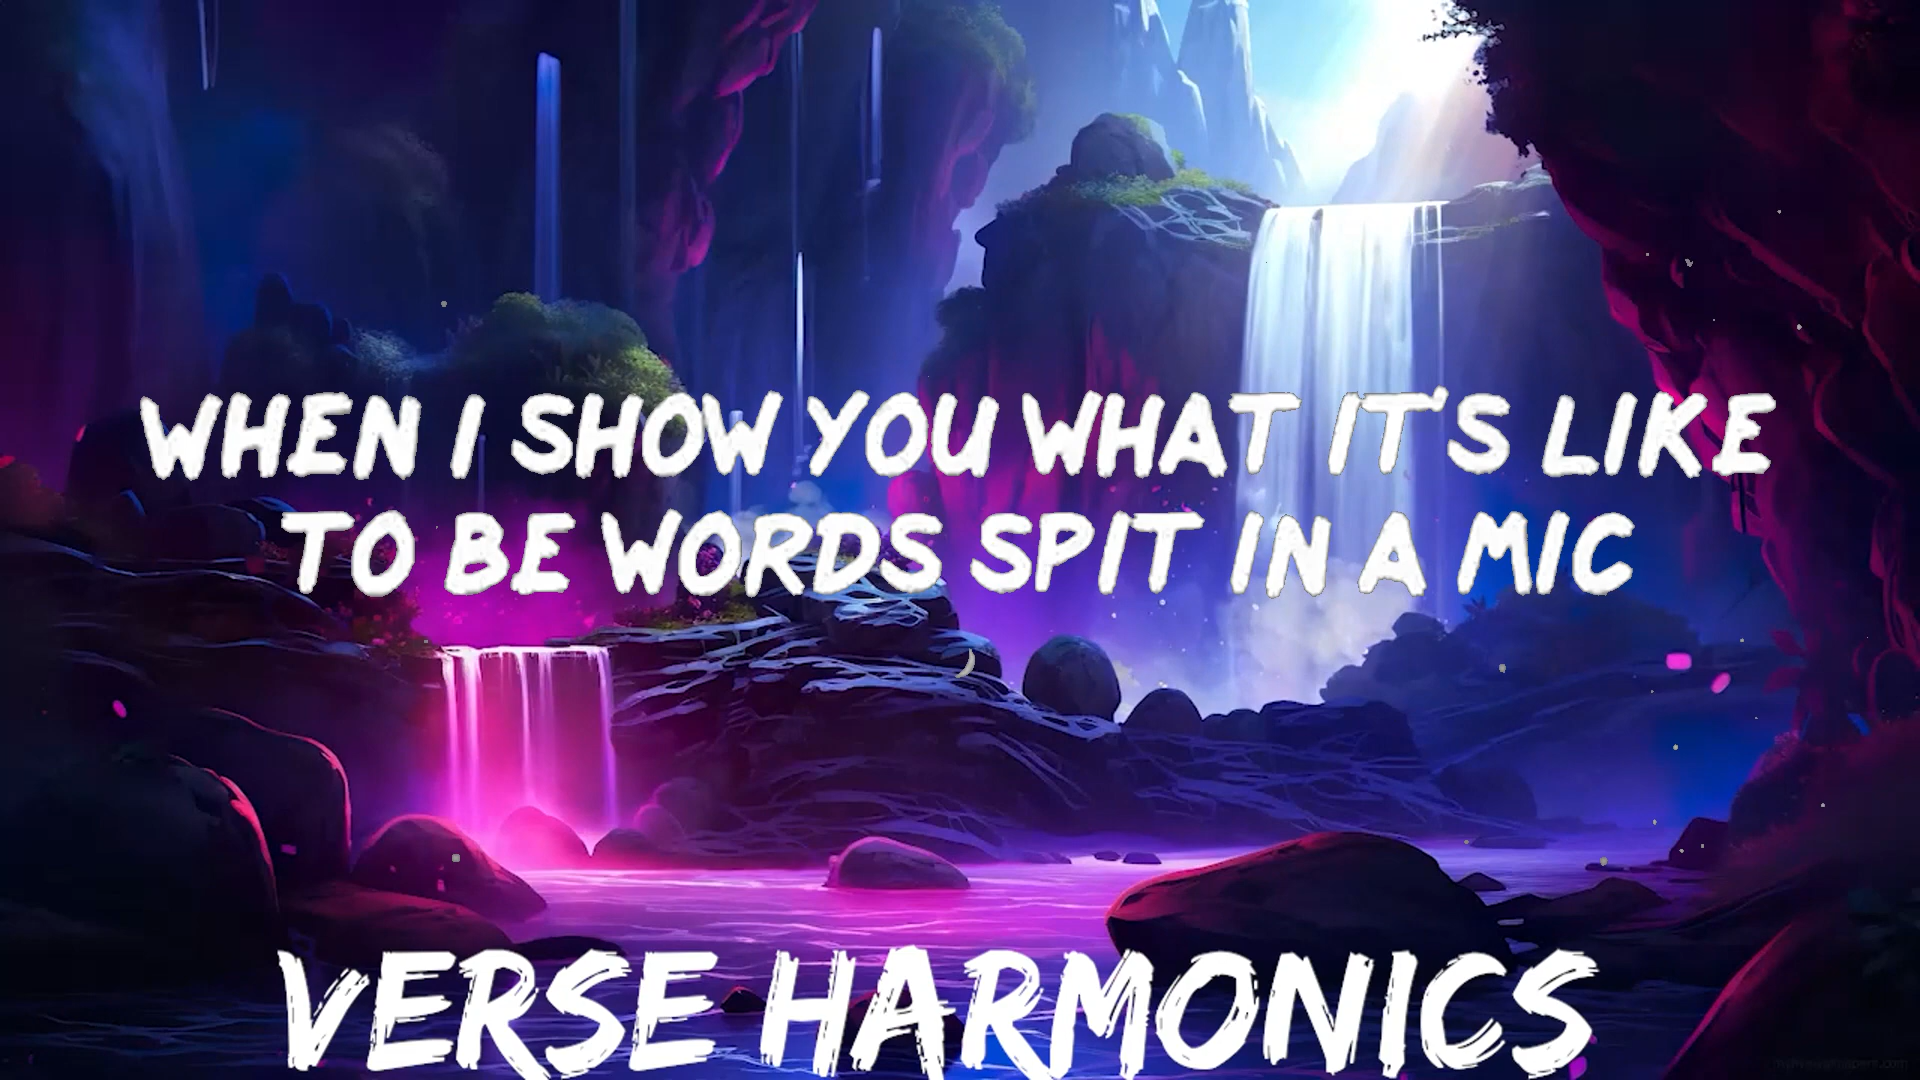 WHEN I SHOW YOU WHAT IT'S LIKE
TO BE WORDS SPIT IN A MIC
VERSE HARMONICS